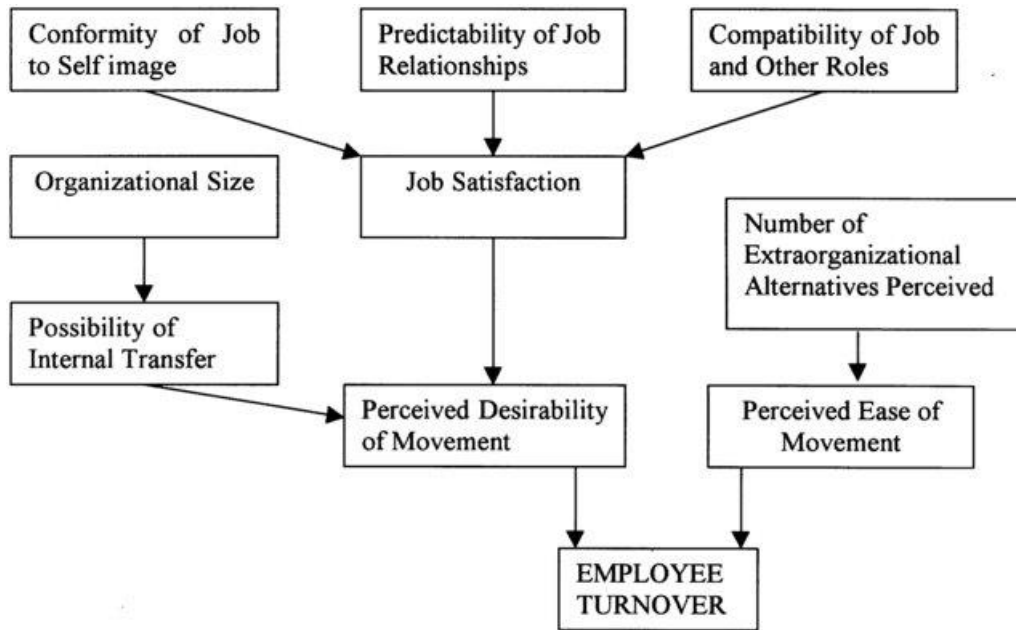 Conformity of Job
to Self image
Predictability of Job
Relationships
Compatibility of Job
and Other Roles
Organizational Size
Job Satisfaction
Number of
Extraorganizational
Alternatives Perceived
Possibility of
Internal Transfer
Perceived Desirability
of Movement
Perceived Ease of
Movement
EMPLOYEE
TURNOVER